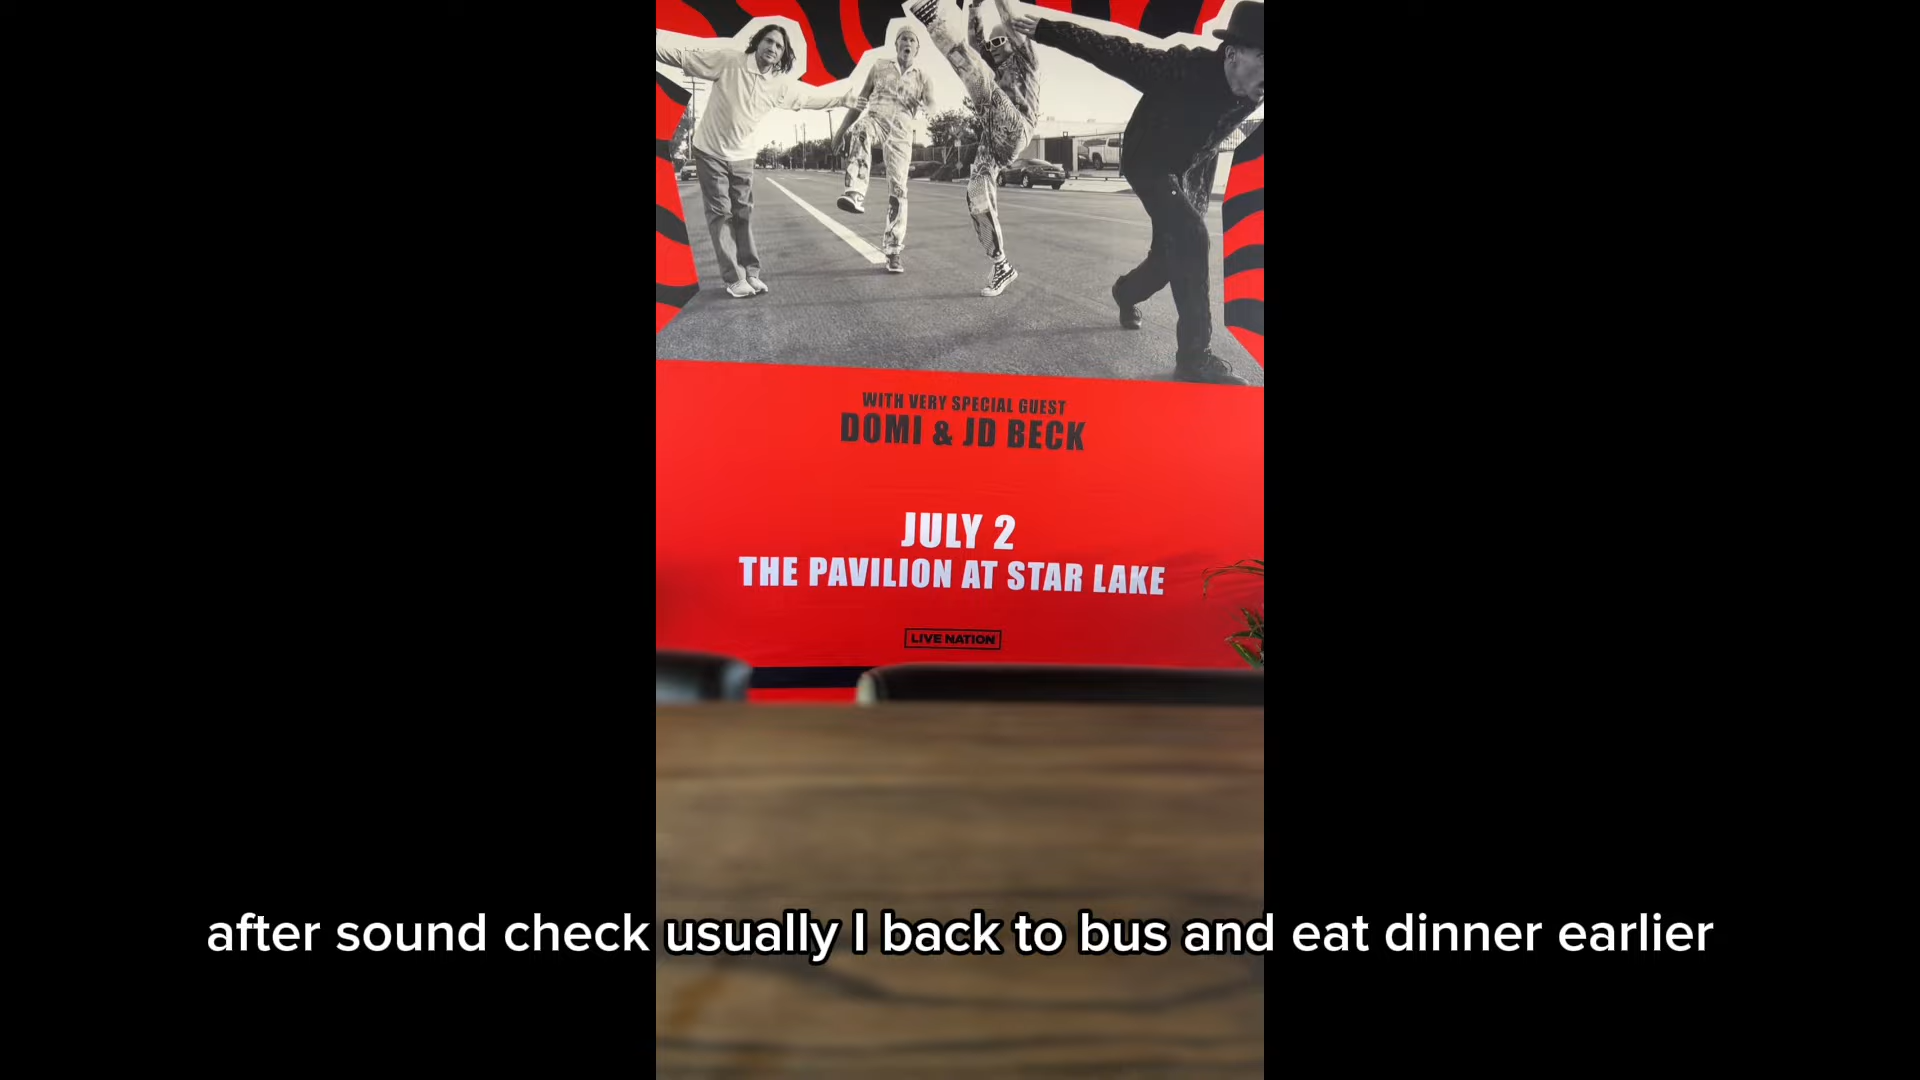 WITH VERY SPECIAL GUEST
DOMI & JD BECK
JULY 2
THE PAVILION AT STAR LAKE
LIVE NATION
after sound check usually I back to bus and eat dinner earlier